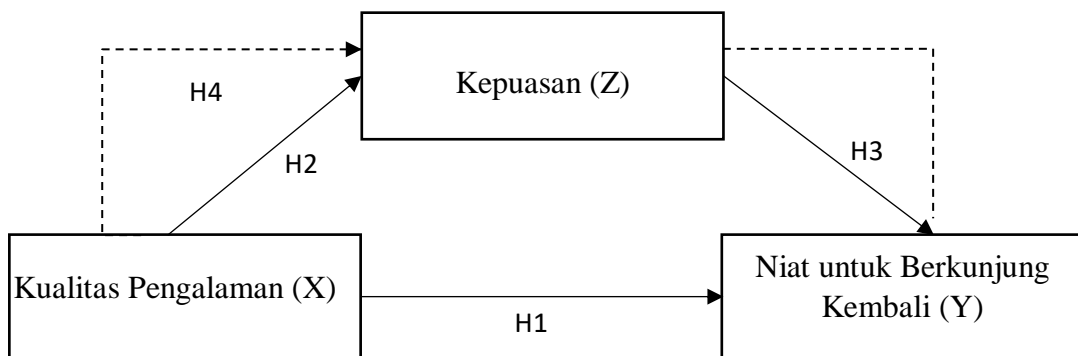 Kepuasan (Z)
H4
H2
H3
Kualitas Pengalaman (X)
H1
Niat untuk Berkunjung
Kembali (Y)